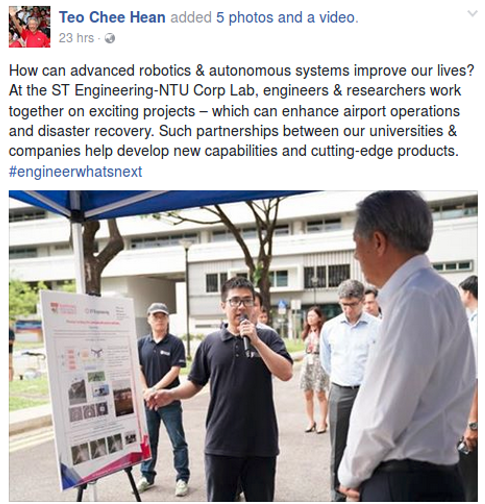 Teo Chee Hean added 5 photos and a video.
23 hrs ·
How can advanced robotics & autonomous systems improve our lives?
At the ST Engineering-NTU Corp Lab, engineers & researchers work
together on exciting projects – which can enhance airport operations
and disaster recovery. Such partnerships between our universities &
companies help develop new capabilities and cutting-edge products.
#engineerwhatsnext